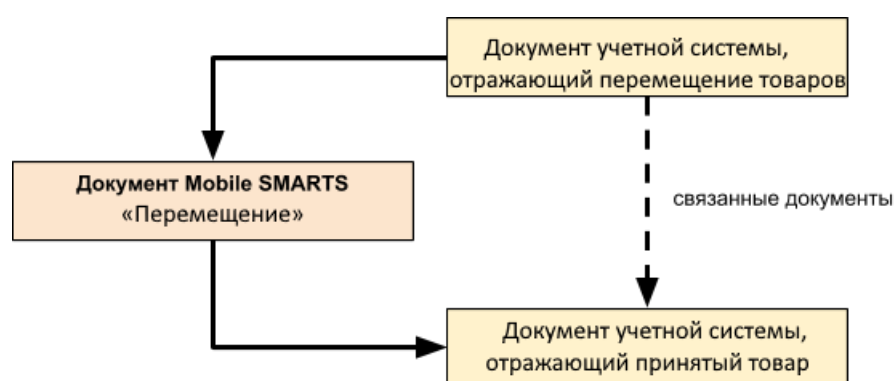 Документ учетной системы,
отражающий перемещение товаров
Документ Mobile SMARTS
«Перемещение»
связанные документы
Документ учетной системы,
отражающий принятый товар